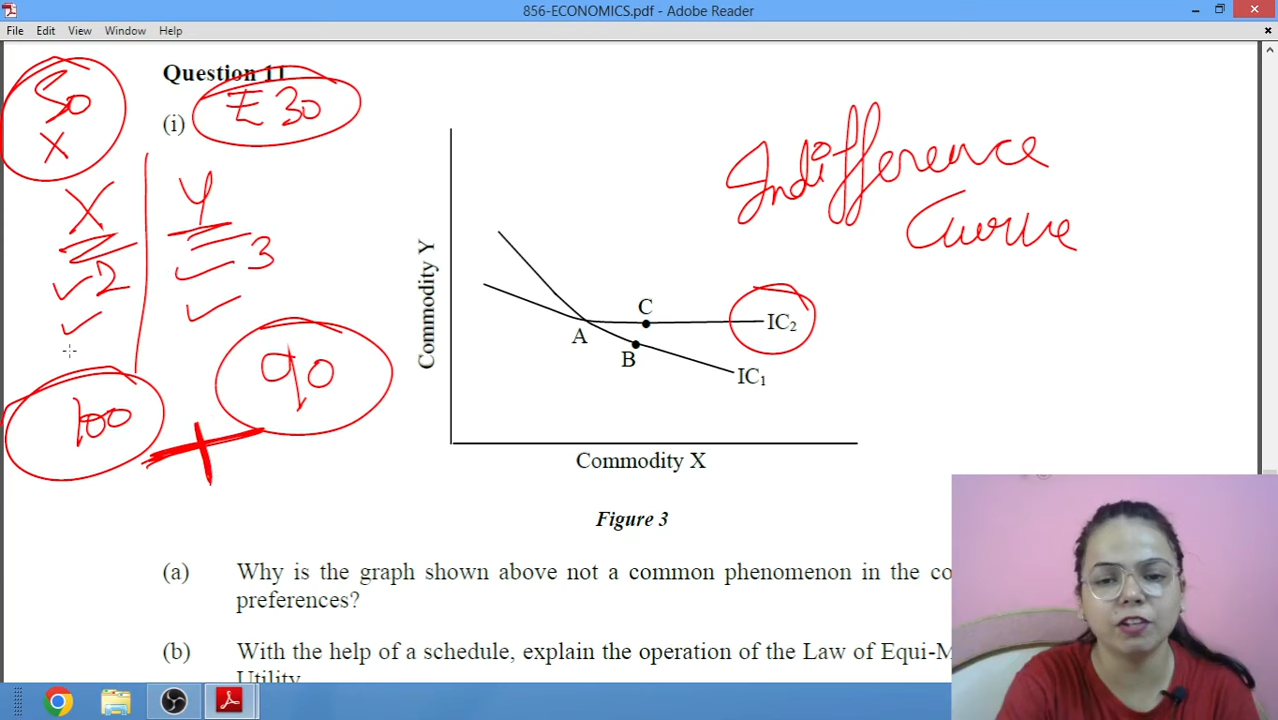 856-ECONOMICS.pdf - Adobe Reader
File Edit View Window Help
Question 11
50
X
(i)
₹ 30
X
Y
2
3
100
90
Indifference
Curve
Commodity Y
C
IC2
A
B
IC1
Commodity X
Figure 3
(a) Why is the graph shown above not a common phenomenon in the co
preferences?
(b) With the help of a schedule, explain the operation of the Law of Equi-M
Utility.